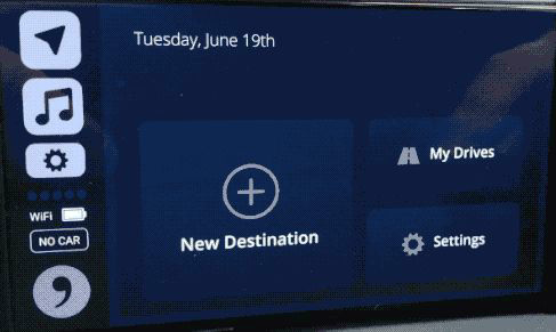 Tuesday, June 19th
WiFi
NO CAR
New Destination
My Drives
Settings